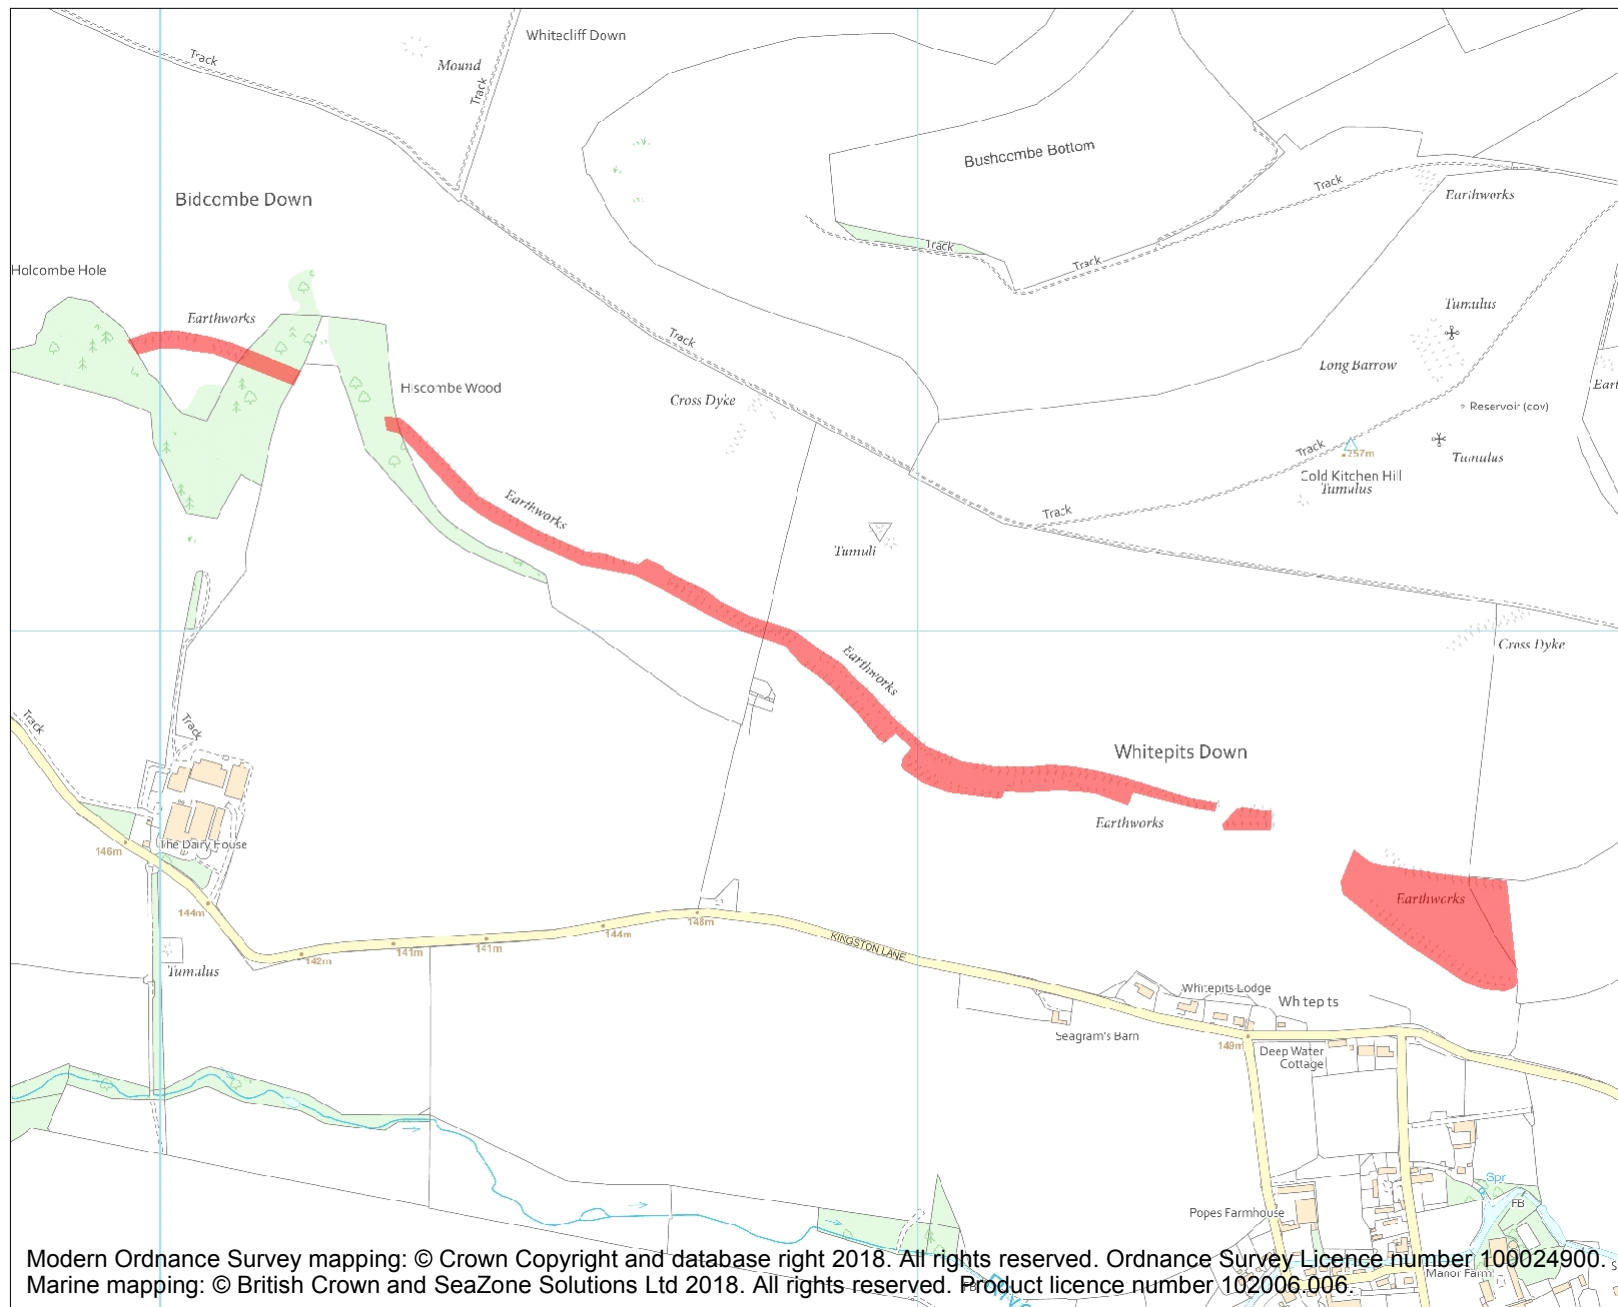 Whitecliff Down
Track
Mound
Track
Bushcombe Bottom
Track
Bidcombe Down
Earthworks
Track
Track
Holcombe Hole
Tumulus
Earthworks
Track
Long Barrow
Hiscombe Wood
Cross Dyke
Reservoir (cov)
Track
257m
Tumulus
Cold Kitchen Hill
Tumulus
Earthworks
Track
Tumuli
Cross Dyke
Earthworks
Track
Track
Whitepits Down
Earthworks
The Dairy House
146m
Earthworks
144m
148m
144m
KINGSTON LANE
141m
141m
142m
Tumulus
Whitepits Lodge
Whitepits
Seagram's Barn
149m
Deep Water
Cottage
Spr
FB
Popes Farmhouse
Modern Ordnance Survey mapping: © Crown Copyright and database right 2018. All rights reserved. Ordnance Survey Licence number 100024900.
Manor Farm
Marine mapping: © British Crown and SeaZone Solutions Ltd 2018. All rights reserved. Product licence number 102006.006.